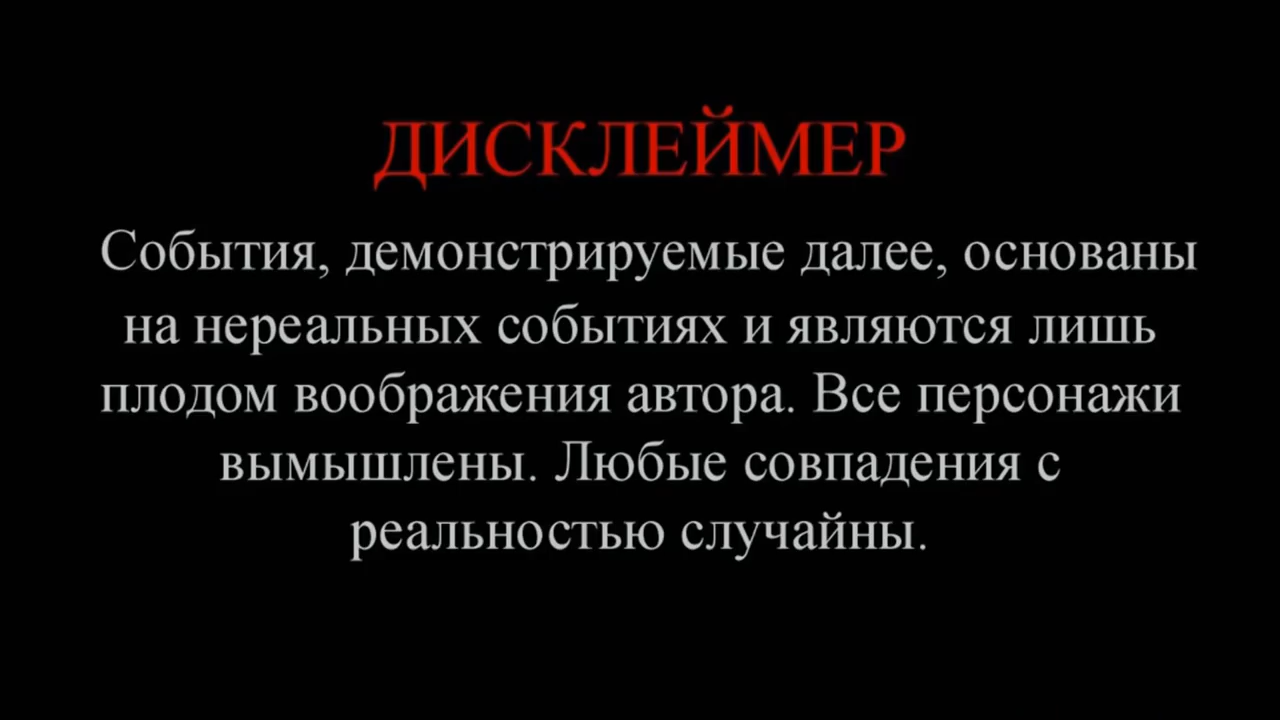 ДИСКЛЕЙМЕР
События, демонстрируемые далее, основаны
на нереальных событиях и являются лишь
плодом воображения автора. Все персонажи
вымышлены. Любые совпадения с
реальностью случайны.